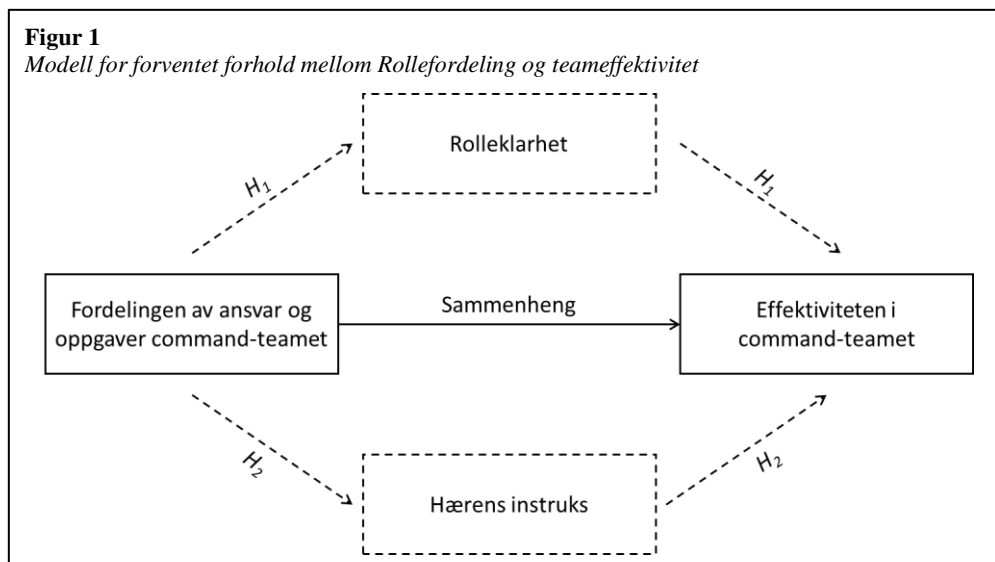 Figur 1
Modell for forventet forhold mellom Rollefordeling og teameffektivitet
Rolleklarhet
H₁
H₁
Fordelingen av ansvar og
oppgaver command-teamet
Sammenheng
Effektiviteten i
command-teamet
H₂
H₂
Hærens instruks